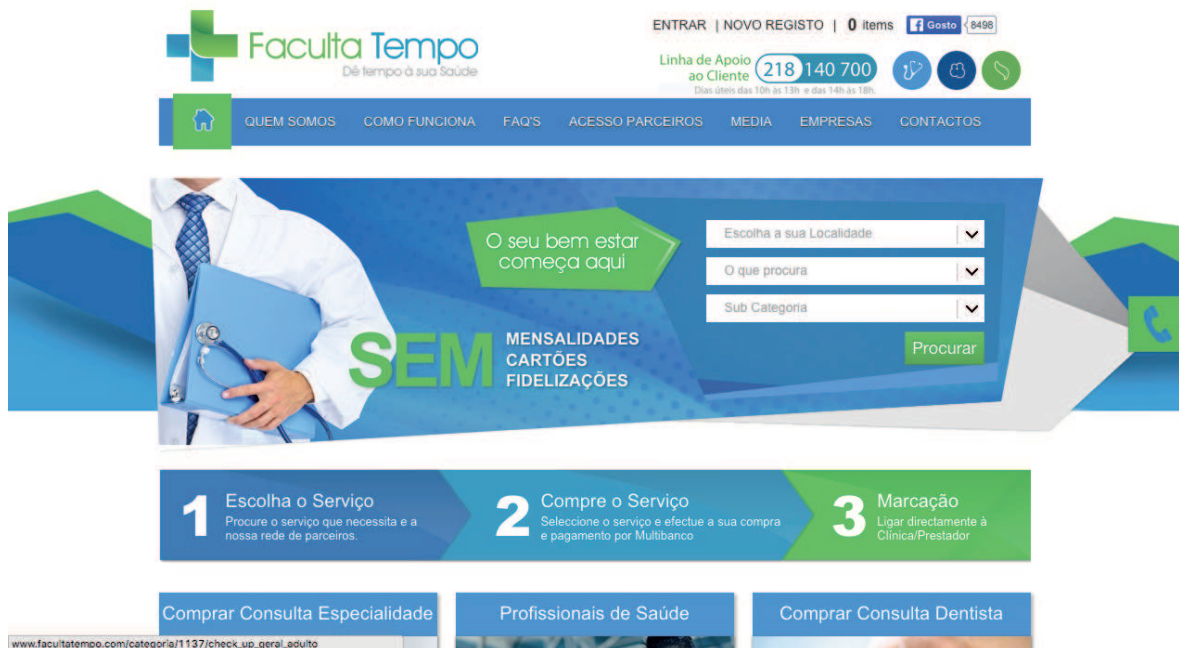 Faculta Tempo
Dê tempo à sua Saúde
ENTRAR | NOVO REGISTO | 0 items
Gosto 8498
Linha de Apoio
ao Cliente 218 140 700
Dias úteis das 10h às 13h e das 14h às 18h.
QUEM SOMOS COMO FUNCIONA FAQ'S ACESSO PARCEIROS MEDIA EMPRESAS CONTACTOS
O seu bem estar
começa aqui
Escolha a sua Localidade
O que procura
Sub Categoria
Procurar
SEM
MENSALIDADES
CARTÕES
FIDELIZAÇÕES
1
Escolha o Serviço
Procure o serviço que necessita e a
nossa rede de parceiros.
2
Compre o Serviço
Seleccione o serviço e efectue a sua compra
e pagamento por Multibanco
3
Marcação
Ligar directamente à
Clínica/Prestador
Comprar Consulta Especialidade
Profissionais de Saúde
Comprar Consulta Dentista
www.facultatempo.com/categoria/1137/check_up_geral_adulto